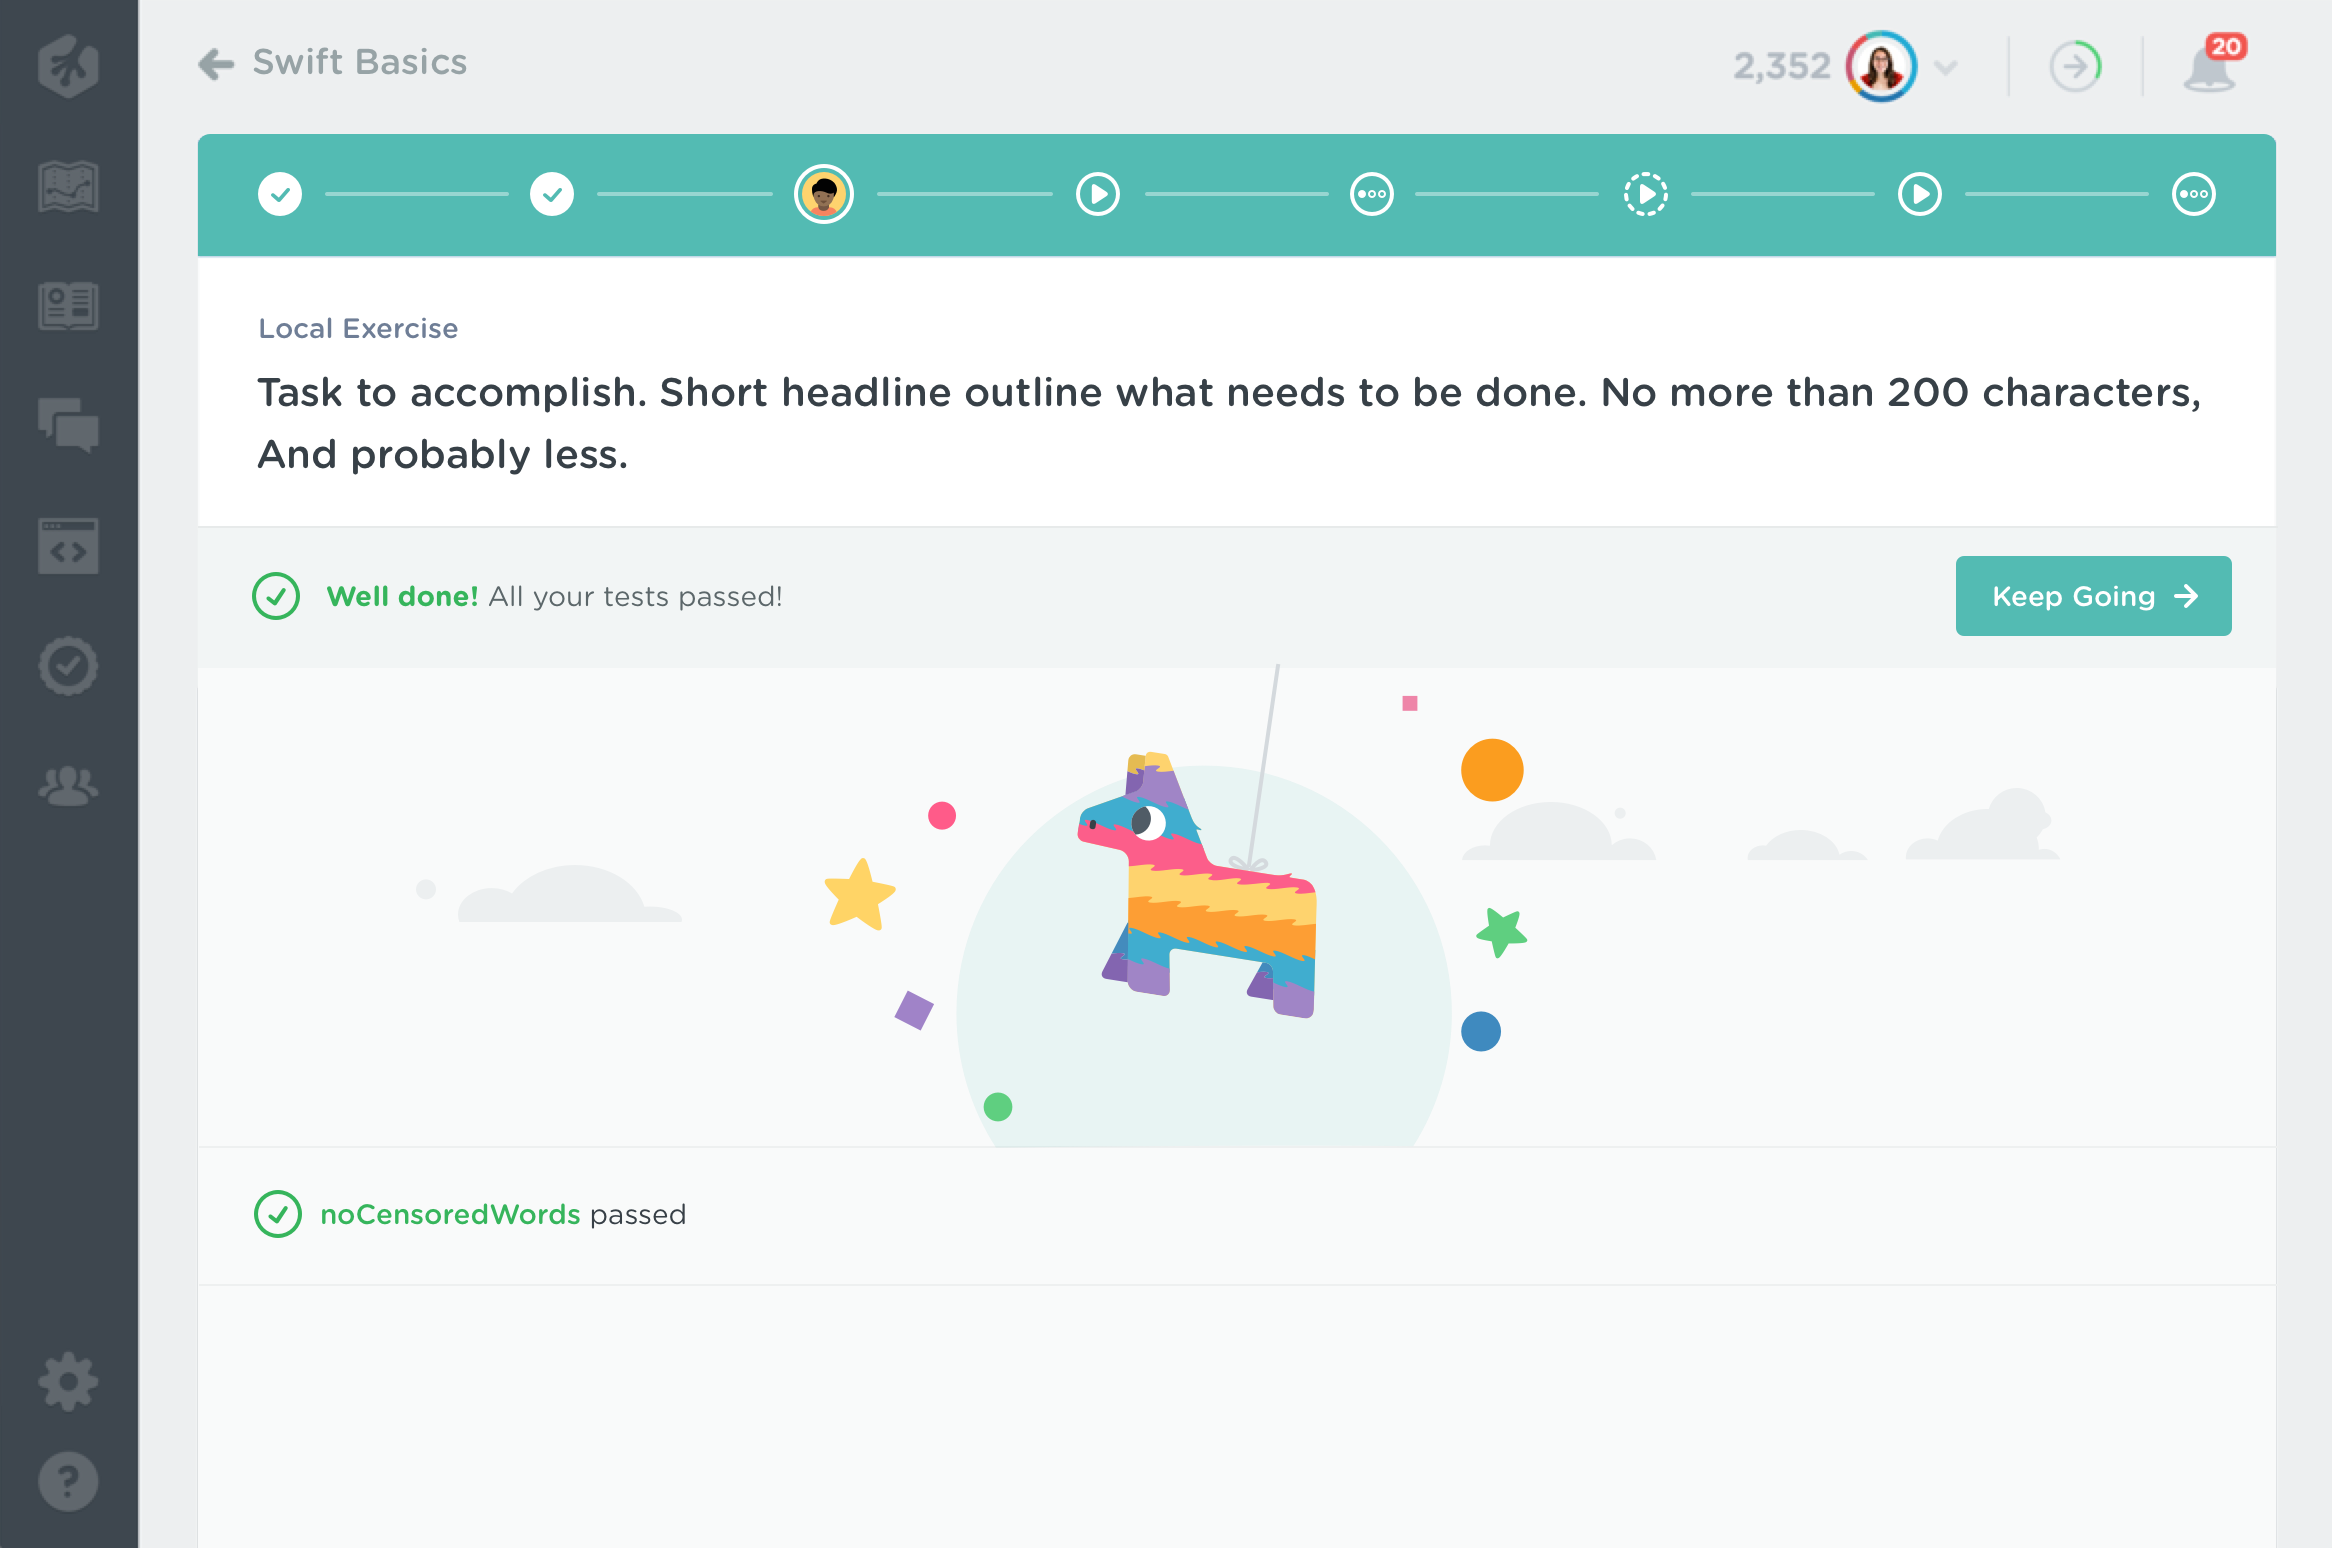 Swift Basics
2,352
20
Local Exercise
Task to accomplish. Short headline outline what needs to be done. No more than 200 characters,
And probably less.
Well done! All your tests passed!
Keep Going
noCensoredWords passed
?